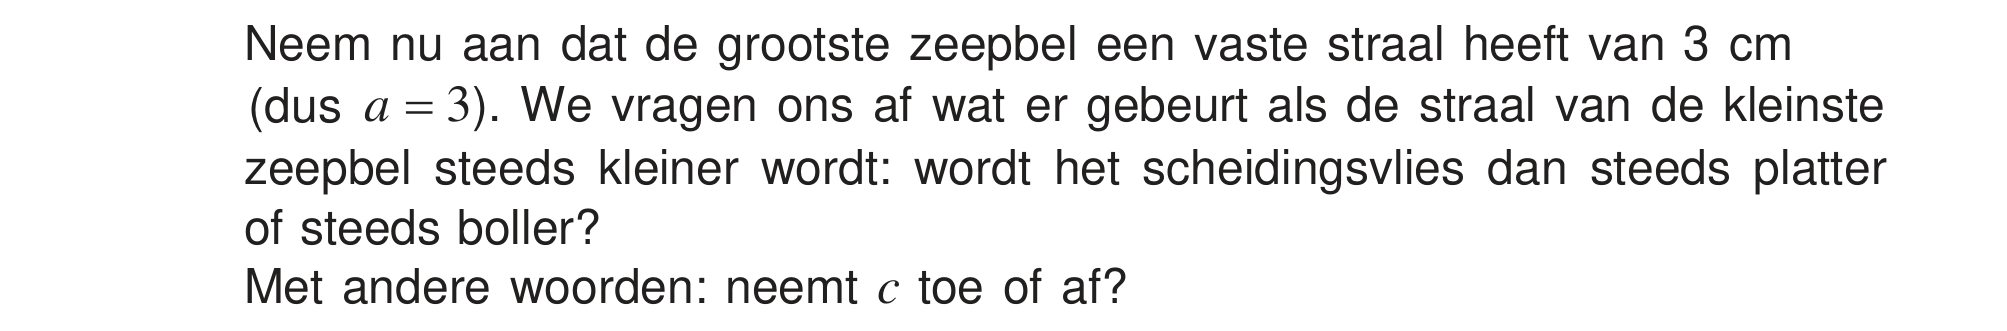 Neem nu aan dat de grootste zeepbel een vaste straal heeft van 3 cm
(dus a = 3). We vragen ons af wat er gebeurt als de straal van de kleinste
zeepbel steeds kleiner wordt: wordt het scheidingsvlies dan steeds platter
of steeds boller?
Met andere woorden: neemt c toe of af?